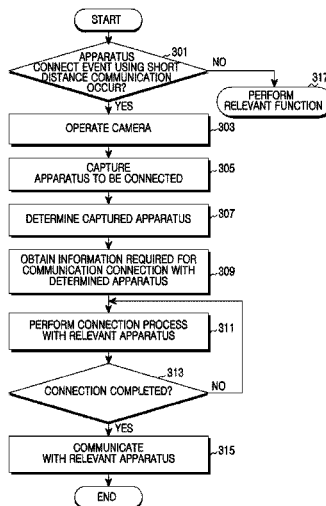 START
301
APPARATUS
CONNECT EVENT USING SHORT
DISTANCE COMMUNICATION
OCCUR?
NO
317
PERFORM
RELEVANT FUNCTION
YES
OPERATE CAMERA
303
CAPTURE
APPARATUS TO BE CONNECTED
305
DETERMINE CAPTURED APPARATUS
307
OBTAIN INFORMATION REQUIRED FOR
COMMUNICATION CONNECTION WITH
DETERMINED APPARATUS
309
PERFORM CONNECTION PROCESS
WITH RELEVANT APPARATUS
311
313
CONNECTION COMPLETED?
NO
YES
COMMUNICATE
WITH RELEVANT APPARATUS
315
END